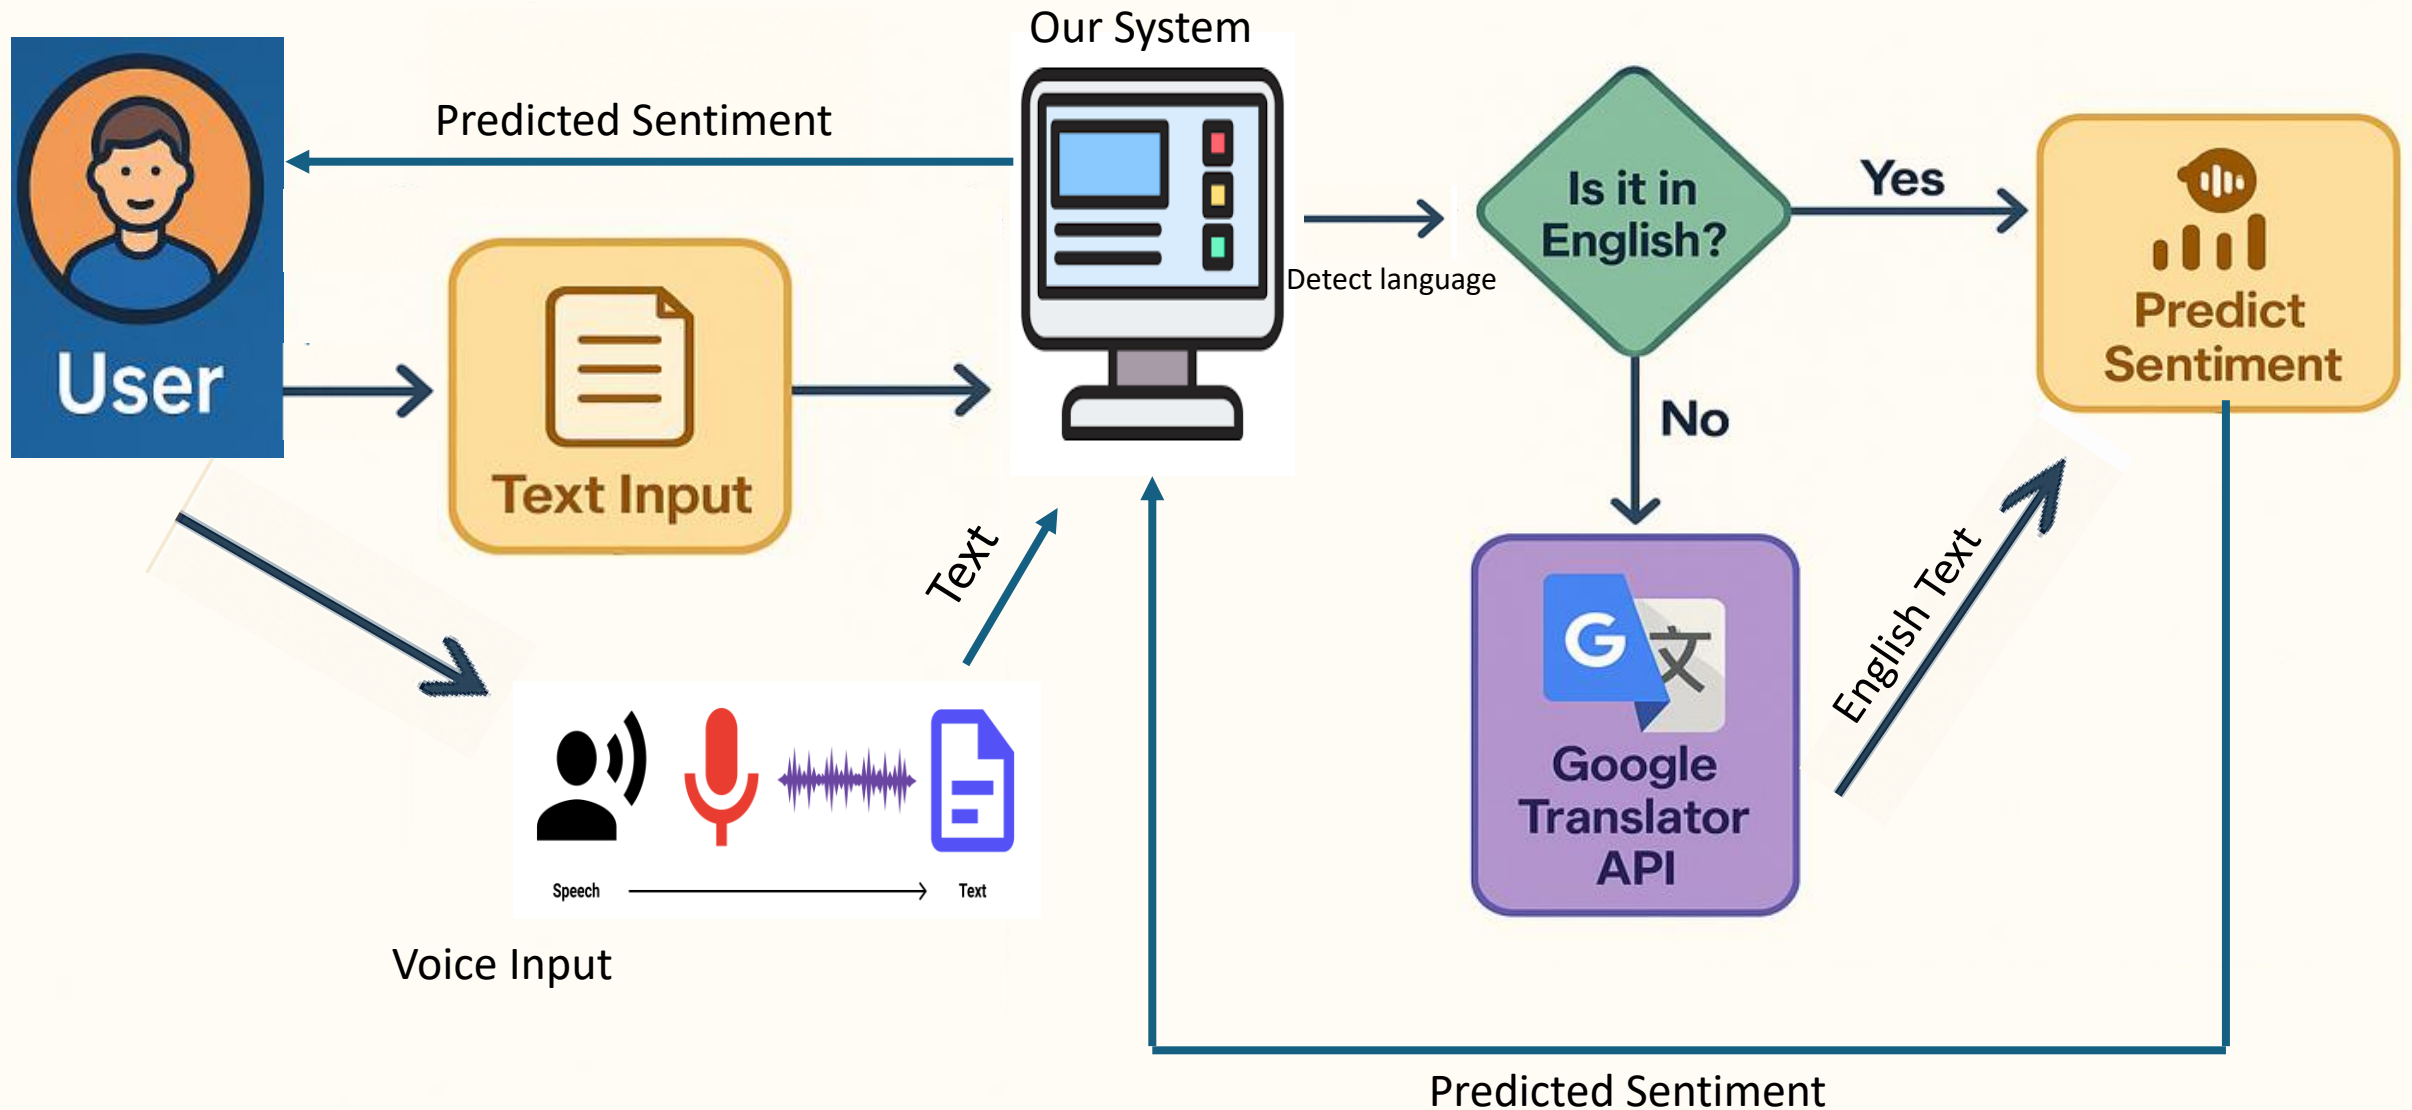 Our System
Predicted Sentiment
User
Text Input
Detect language
Is it in
English?
Yes
Predict
Sentiment
No
Text
English Text
G
文
Google
Translator
API
Speech
Text
Voice Input
Predicted Sentiment